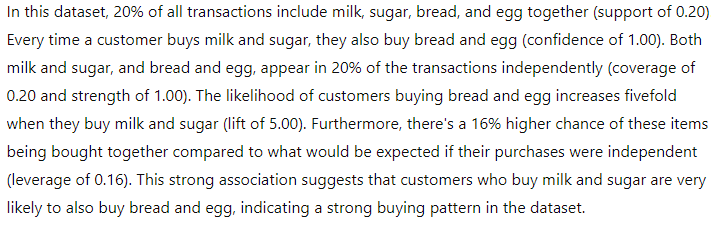 In this dataset, 20% of all transactions include milk, sugar, bread, and egg together (support of 0.20)
Every time a customer buys milk and sugar, they also buy bread and egg (confidence of 1.00). Both
milk and sugar, and bread and egg, appear in 20% of the transactions independently (coverage of
0.20 and strength of 1.00). The likelihood of customers buying bread and egg increases fivefold
when they buy milk and sugar (lift of 5.00). Furthermore, there's a 16% higher chance of these items
being bought together compared to what would be expected if their purchases were independent
(leverage of 0.16). This strong association suggests that customers who buy milk and sugar are very
likely to also buy bread and egg, indicating a strong buying pattern in the dataset.